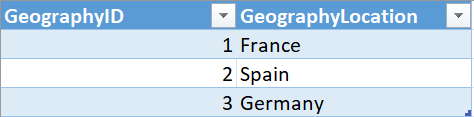 GeographyID GeographyLocation
1 France
2 Spain
3 Germany